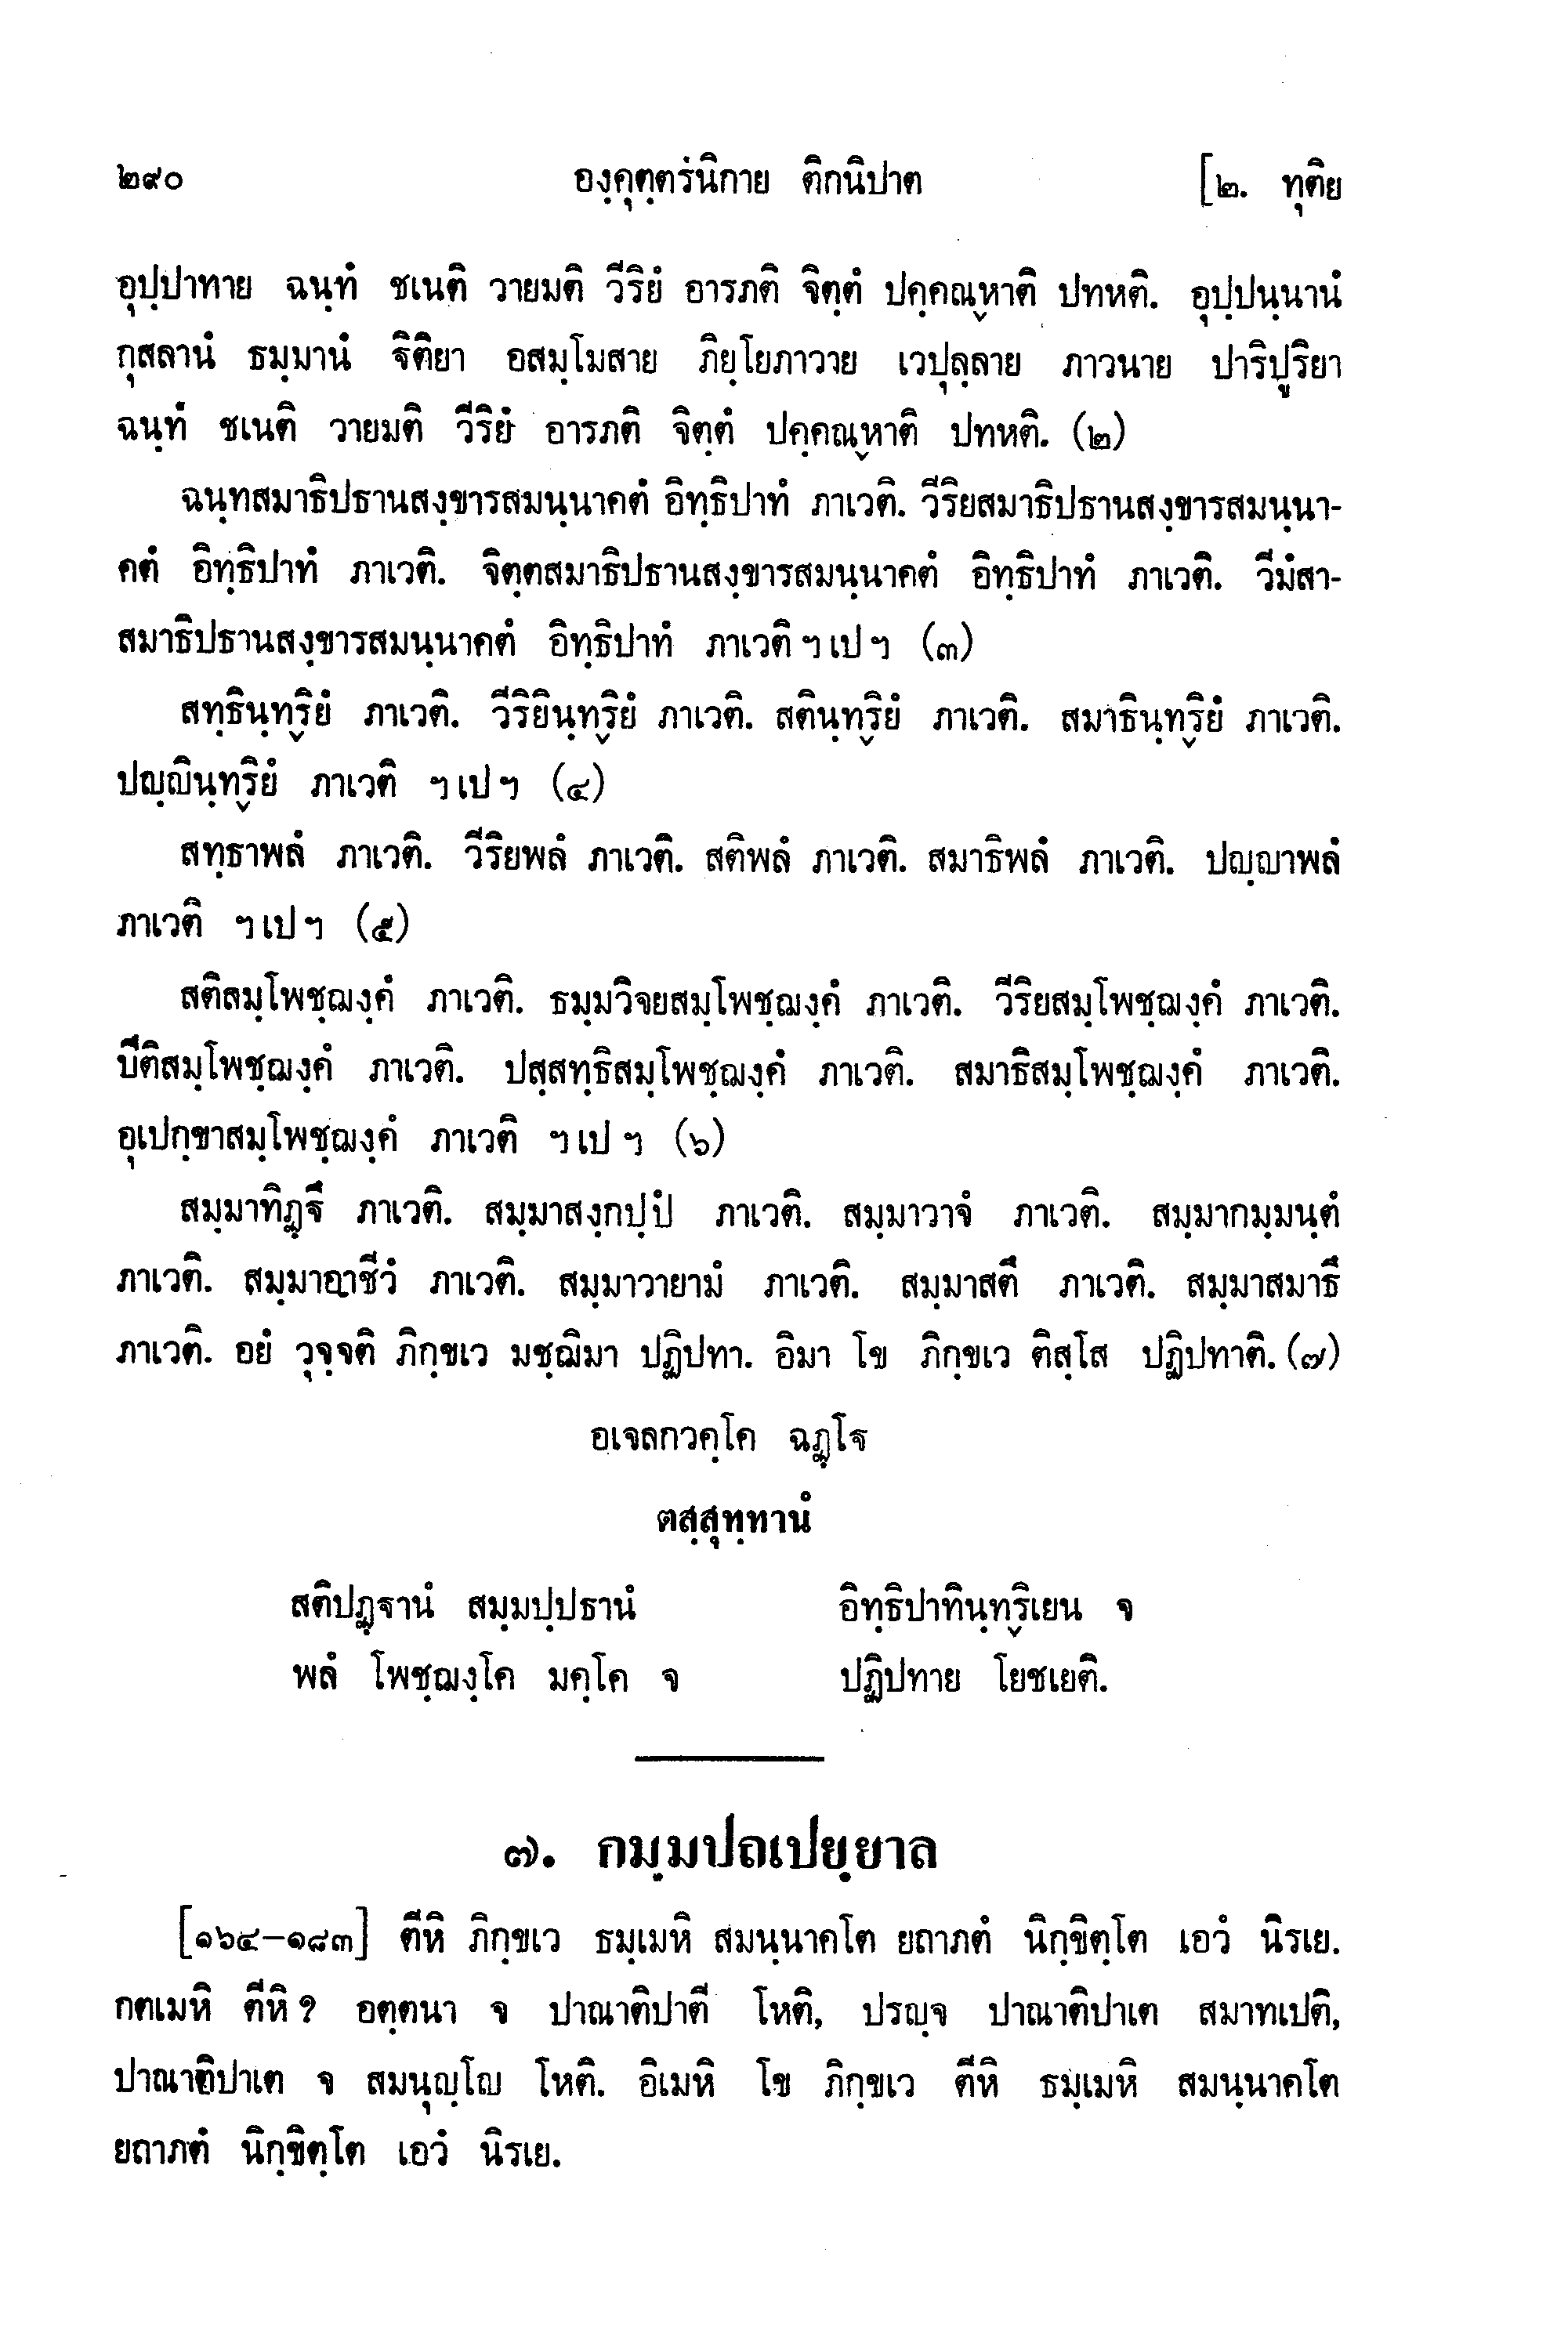 ๒๙๐ องฺคุตฺตรนิกาย ติกนิปาต [๒. ทุติย
อุปฺปาทาย ฉนฺทํ ชเนติ วายมติ วีริยํ อารภติ จิตฺตํ ปคฺคณฺหาติ ปทหติ. อุปฺปนฺนานํ
กุสลานํ ธมฺมานํ ฐิติยา อสมฺโมสาย ภิยฺโยภาวาย เวปุลฺลาย ภาวนาย ปาริปูริยา
ฉนฺทํ ชเนติ วายมติ วีริยํ อารภติ จิตฺตํ ปคฺคณฺหาติ ปทหติ. (๒)
ฉนฺทสมาธิปธานสงฺขารสมนฺนาคตํ อิทฺธิปาทํ ภาเวติ. วีริยสมาธิปธานสงฺขารสมนฺนา-
คตํ อิทฺธิปาทํ ภาเวติ. จิตฺตสมาธิปธานสงฺขารสมนฺนาคตํ อิทฺธิปาทํ ภาเวติ. วีมํสา-
สมาธิปธานสงฺขารสมนฺนาคตํ อิทฺธิปาทํ ภาเวติ ฯ เป ฯ (๓)
สทฺธินฺทฺริยํ ภาเวติ. วีริยินฺทฺริยํ ภาเวติ. สตินฺทฺริยํ ภาเวติ. สมาธินฺทฺริยํ ภาเวติ.
ปญฺญินฺทฺริยํ ภาเวติ ฯ เป ฯ (๔)
สทฺธาพลํ ภาเวติ. วีริยพลํ ภาเวติ. สติพลํ ภาเวติ. สมาธิพลํ ภาเวติ. ปญฺญาพลํ
ภาเวติ ฯ เป ฯ (๕)
สติสมฺโพชฺฌงฺคํ ภาเวติ. ธมฺมวิจยสมฺโพชฺฌงฺคํ ภาเวติ. วีริยสมฺโพชฺฌงฺคํ ภาเวติ.
ปีติสมฺโพชฺฌงฺคํ ภาเวติ. ปสฺสทฺธิสมฺโพชฺฌงฺคํ ภาเวติ. สมาธิสมฺโพชฺฌงฺคํ ภาเวติ.
อุเปกฺขาสมฺโพชฺฌงฺคํ ภาเวติ ฯ เป ฯ (๖)
สมฺมาทิฏฺฐึ ภาเวติ. สมฺมาสงฺกปฺปํ ภาเวติ. สมฺมาวาจํ ภาเวติ. สมฺมากมฺมนฺตํ
ภาเวติ. สมฺมาอาชีวํ ภาเวติ. สมฺมาวายามํ ภาเวติ. สมฺมาสตึ ภาเวติ. สมฺมาสมาธึ
ภาเวติ. อยํ วุจฺจติ ภิกฺขเว มชฺฌิมา ปฏิปทา. อิมา โข ภิกฺขเว ติสฺโส ปฏิปทาติ. (๗)
อเจลกวคฺโค ฉฏฺโฐ
ตสฺสุทฺทานํ
สติปฏฺฐานํ สมฺมปฺปธานํ อิทฺธิปาทินฺทฺริเยน จ
พลํ โพชฺฌงฺโค มคฺโค จ ปฏิปทาย โยชเยติ.
๗. กมฺมปถเปยฺยาล
[๑๖๔-๑๘๓] ตีหิ ภิกฺขเว ธมฺเมหิ สมนฺนาคโต ยถาภตํ นิกฺขิตฺโต เอวํ นิรเย.
กตเมหิ ตีหิ? อตฺตนา จ ปาณาติปาตี โหติ, ปรญฺจ ปาณาติปาเต สมาทเปติ,
ปาณาติปาเต จ สมนุญฺโญ โหติ. อิเมหิ โข ภิกฺขเว ตีหิ ธมฺเมหิ สมนฺนาคโต
ยถาภตํ นิกฺขิตฺโต เอวํ นิรเย.